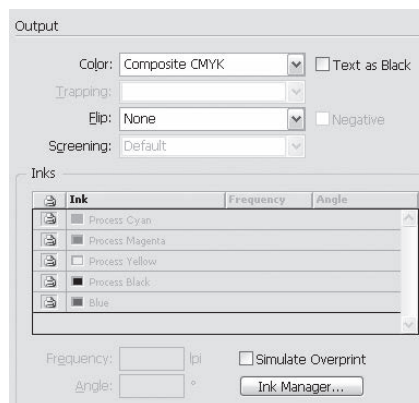 Output
Color: Composite CMYK Text as Black
Trapping:
Flip: None Negative
Screening: Default
Inks
Ink Frequency Angle
Process Cyan
Process Magenta
Process Yellow
Process Black
Blue
Frequency: lpi Simulate Overprint
Angle: ° Ink Manager...